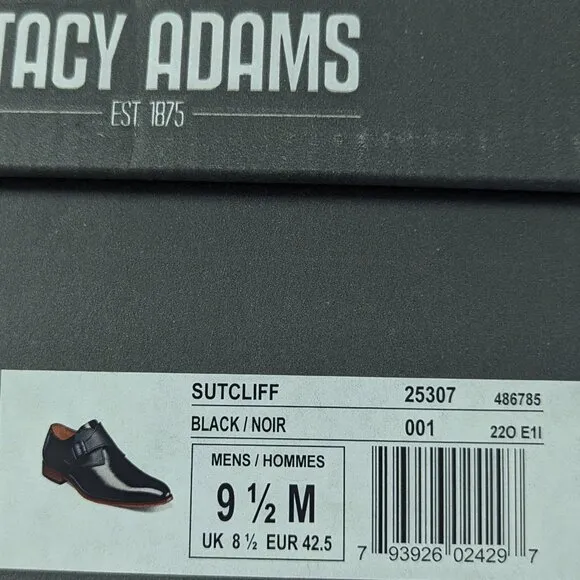 TACY ADAMS
EST 1875
SUTCLIFF 25307 486785
BLACK / NOIR 001 22O E1I
MENS / HOMMES
9 ½ M
UK 8 ½ EUR 42.5
7 93926 02429 7